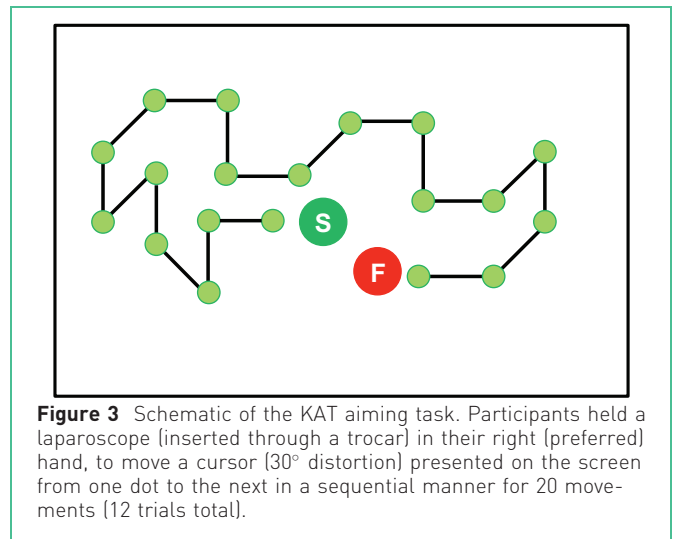 S
F
Figure 3 Schematic of the KAT aiming task. Participants held a
laparoscope (inserted through a trocar) in their right (preferred)
hand, to move a cursor (30° distortion) presented on the screen
from one dot to the next in a sequential manner for 20 move-
ments (12 trials total).